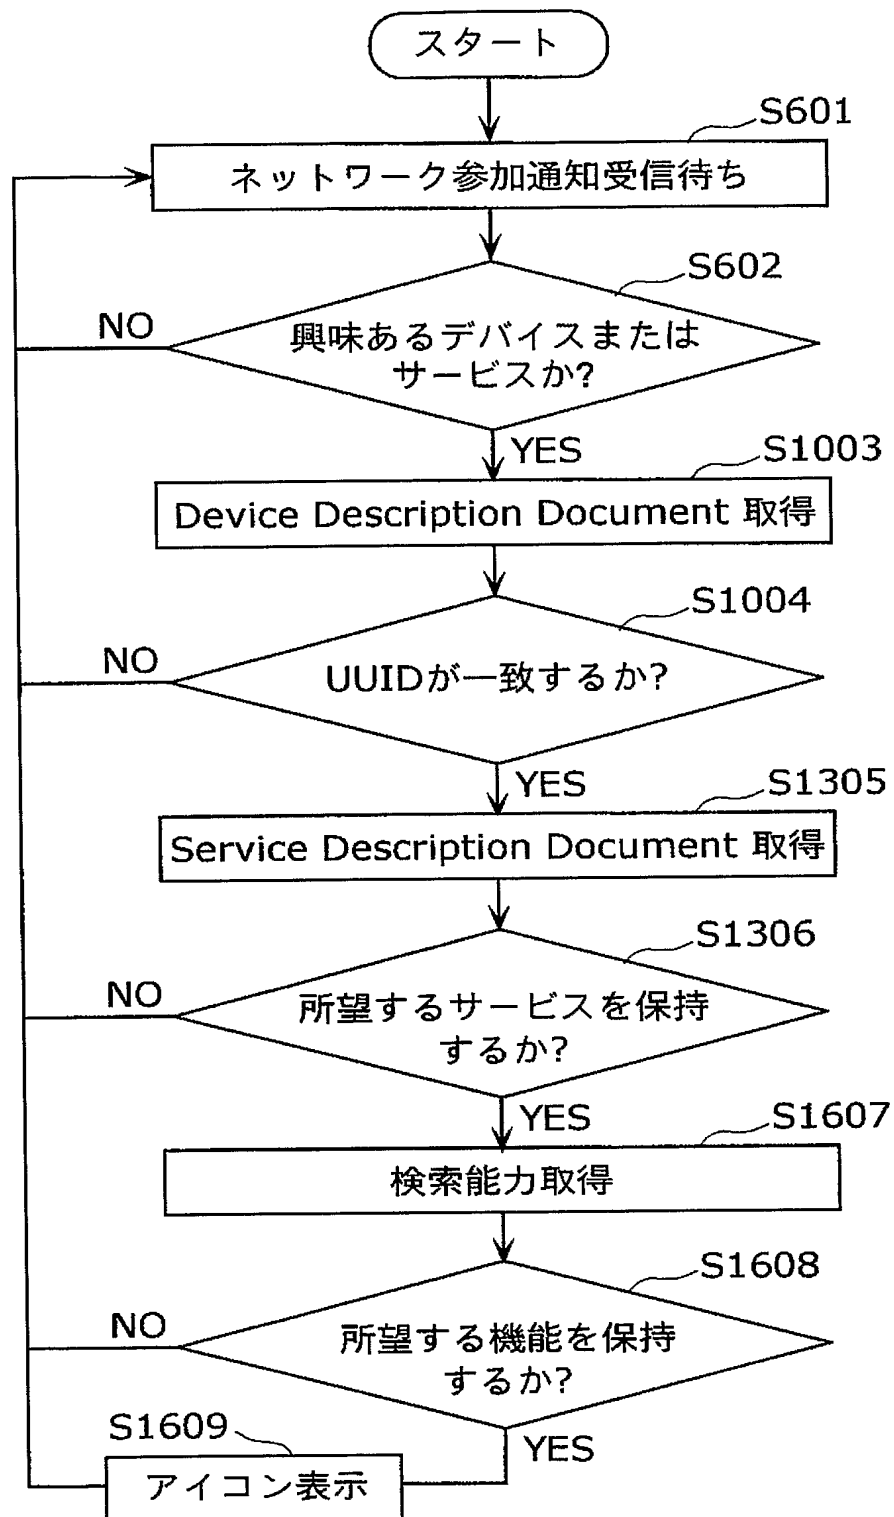 スタート
S601
ネットワーク参加通知受信待ち
S602
NO
興味あるデバイスまたは
サービスか?
YES
S1003
Device Description Document 取得
S1004
NO
UUIDが一致するか?
YES
S1305
Service Description Document 取得
S1306
NO
所望するサービスを保持
するか?
YES
S1607
検索能力取得
S1608
NO
所望する機能を保持
するか?
S1609
YES
アイコン表示